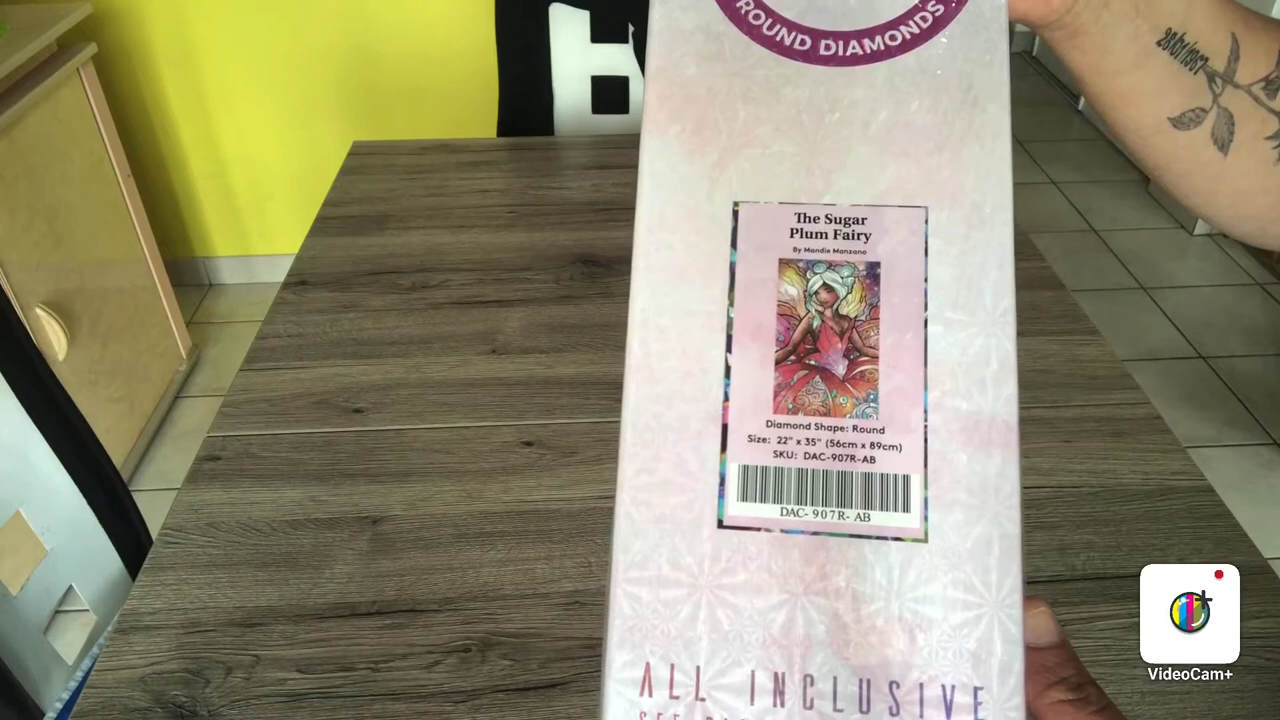 ROUND DIAMONDS
The Sugar
Plum Fairy
By Mandie Manzano
Diamond Shape: Round
Size: 22" x 35" (56cm x 89cm)
SKU: DAC-907R-AB
DAC- 907R- AB
ALL INCLUSIVE
VideoCam+